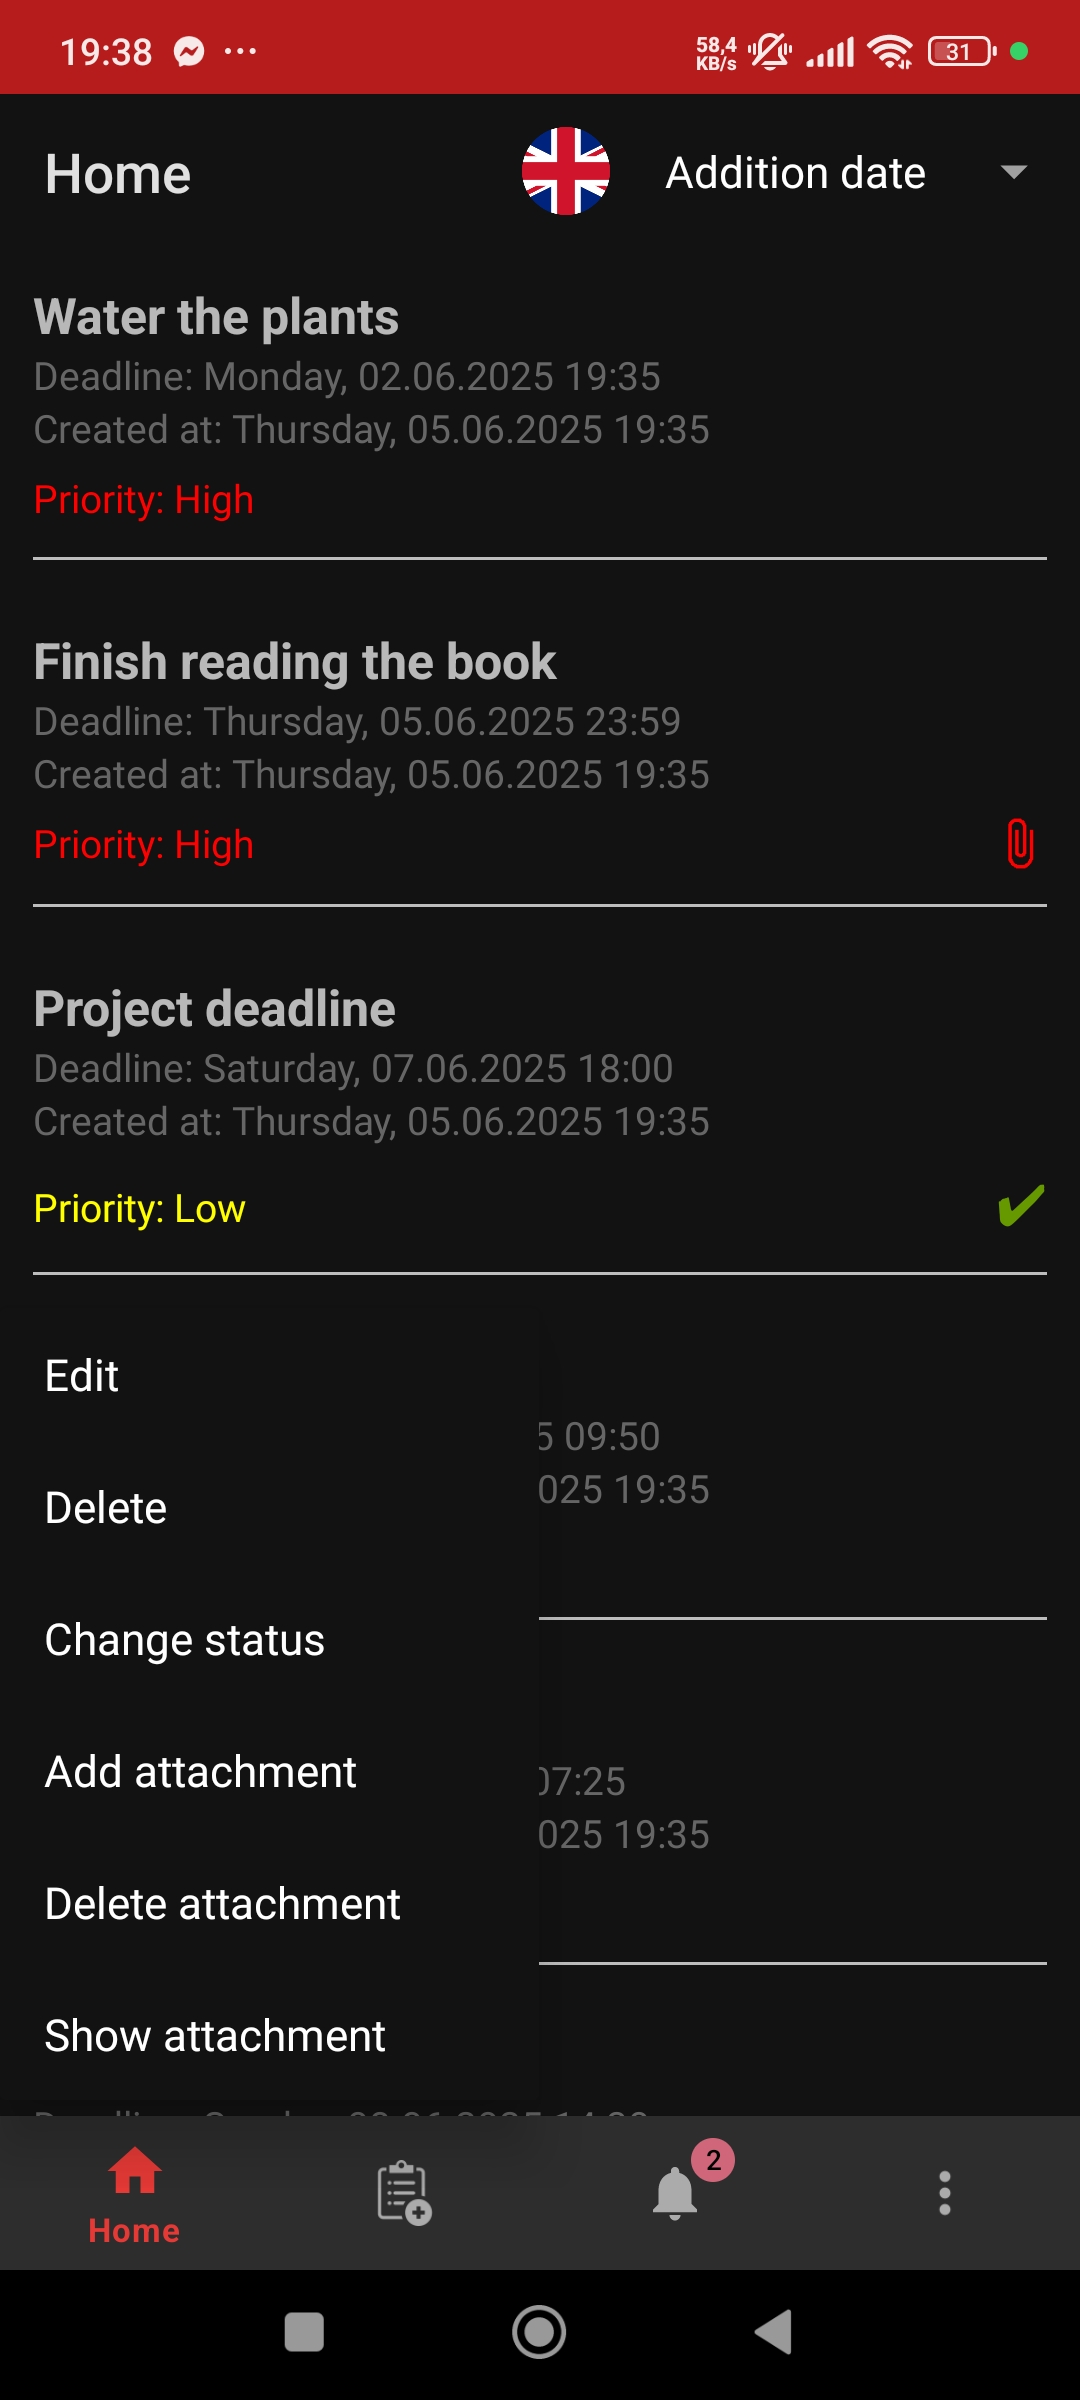 19:38
58,4
KB/s
31
Home
Addition date
Water the plants
Deadline: Monday, 02.06.2025 19:35
Created at: Thursday, 05.06.2025 19:35
Priority: High
Finish reading the book
Deadline: Thursday, 05.06.2025 23:59
Created at: Thursday, 05.06.2025 19:35
Priority: High
Project deadline
Deadline: Saturday, 07.06.2025 18:00
Created at: Thursday, 05.06.2025 19:35
Priority: Low
Edit
5 09:50
025 19:35
Delete
Change status
Add attachment
07:25
025 19:35
Delete attachment
Show attachment
2
Home